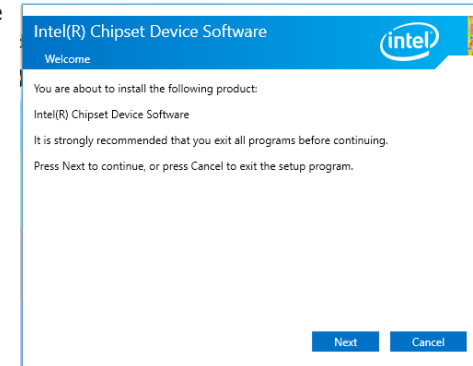 e
Intel(R) Chipset Device Software
intel
Welcome
You are about to install the following product:
Intel(R) Chipset Device Software
It is strongly recommended that you exit all programs before continuing.
Press Next to continue, or press Cancel to exit the setup program.
Next
Cancel